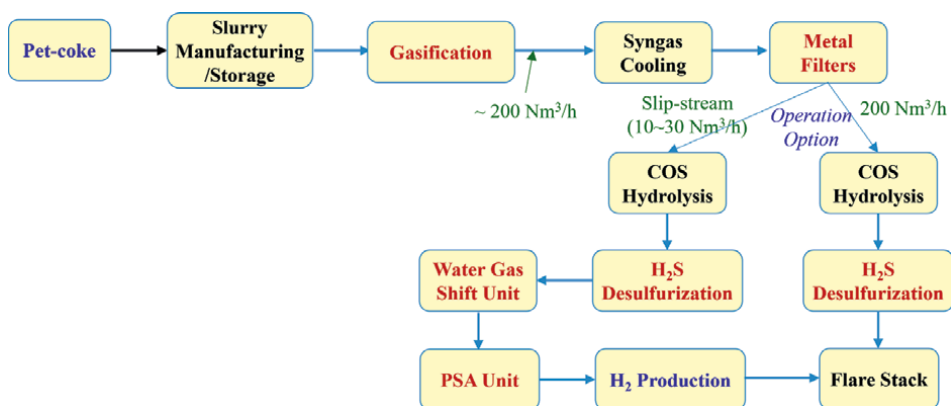 Pet-coke
Slurry
Manufacturing
/Storage
Gasification
Syngas
Cooling
Metal
Filters
~ 200 Nm³/h
Slip-stream
(10~30 Nm³/h)
Operation
Option
200 Nm³/h
COS
Hydrolysis
COS
Hydrolysis
Water Gas
Shift Unit
H₂S
Desulfurization
H₂S
Desulfurization
PSA Unit
H₂ Production
Flare Stack